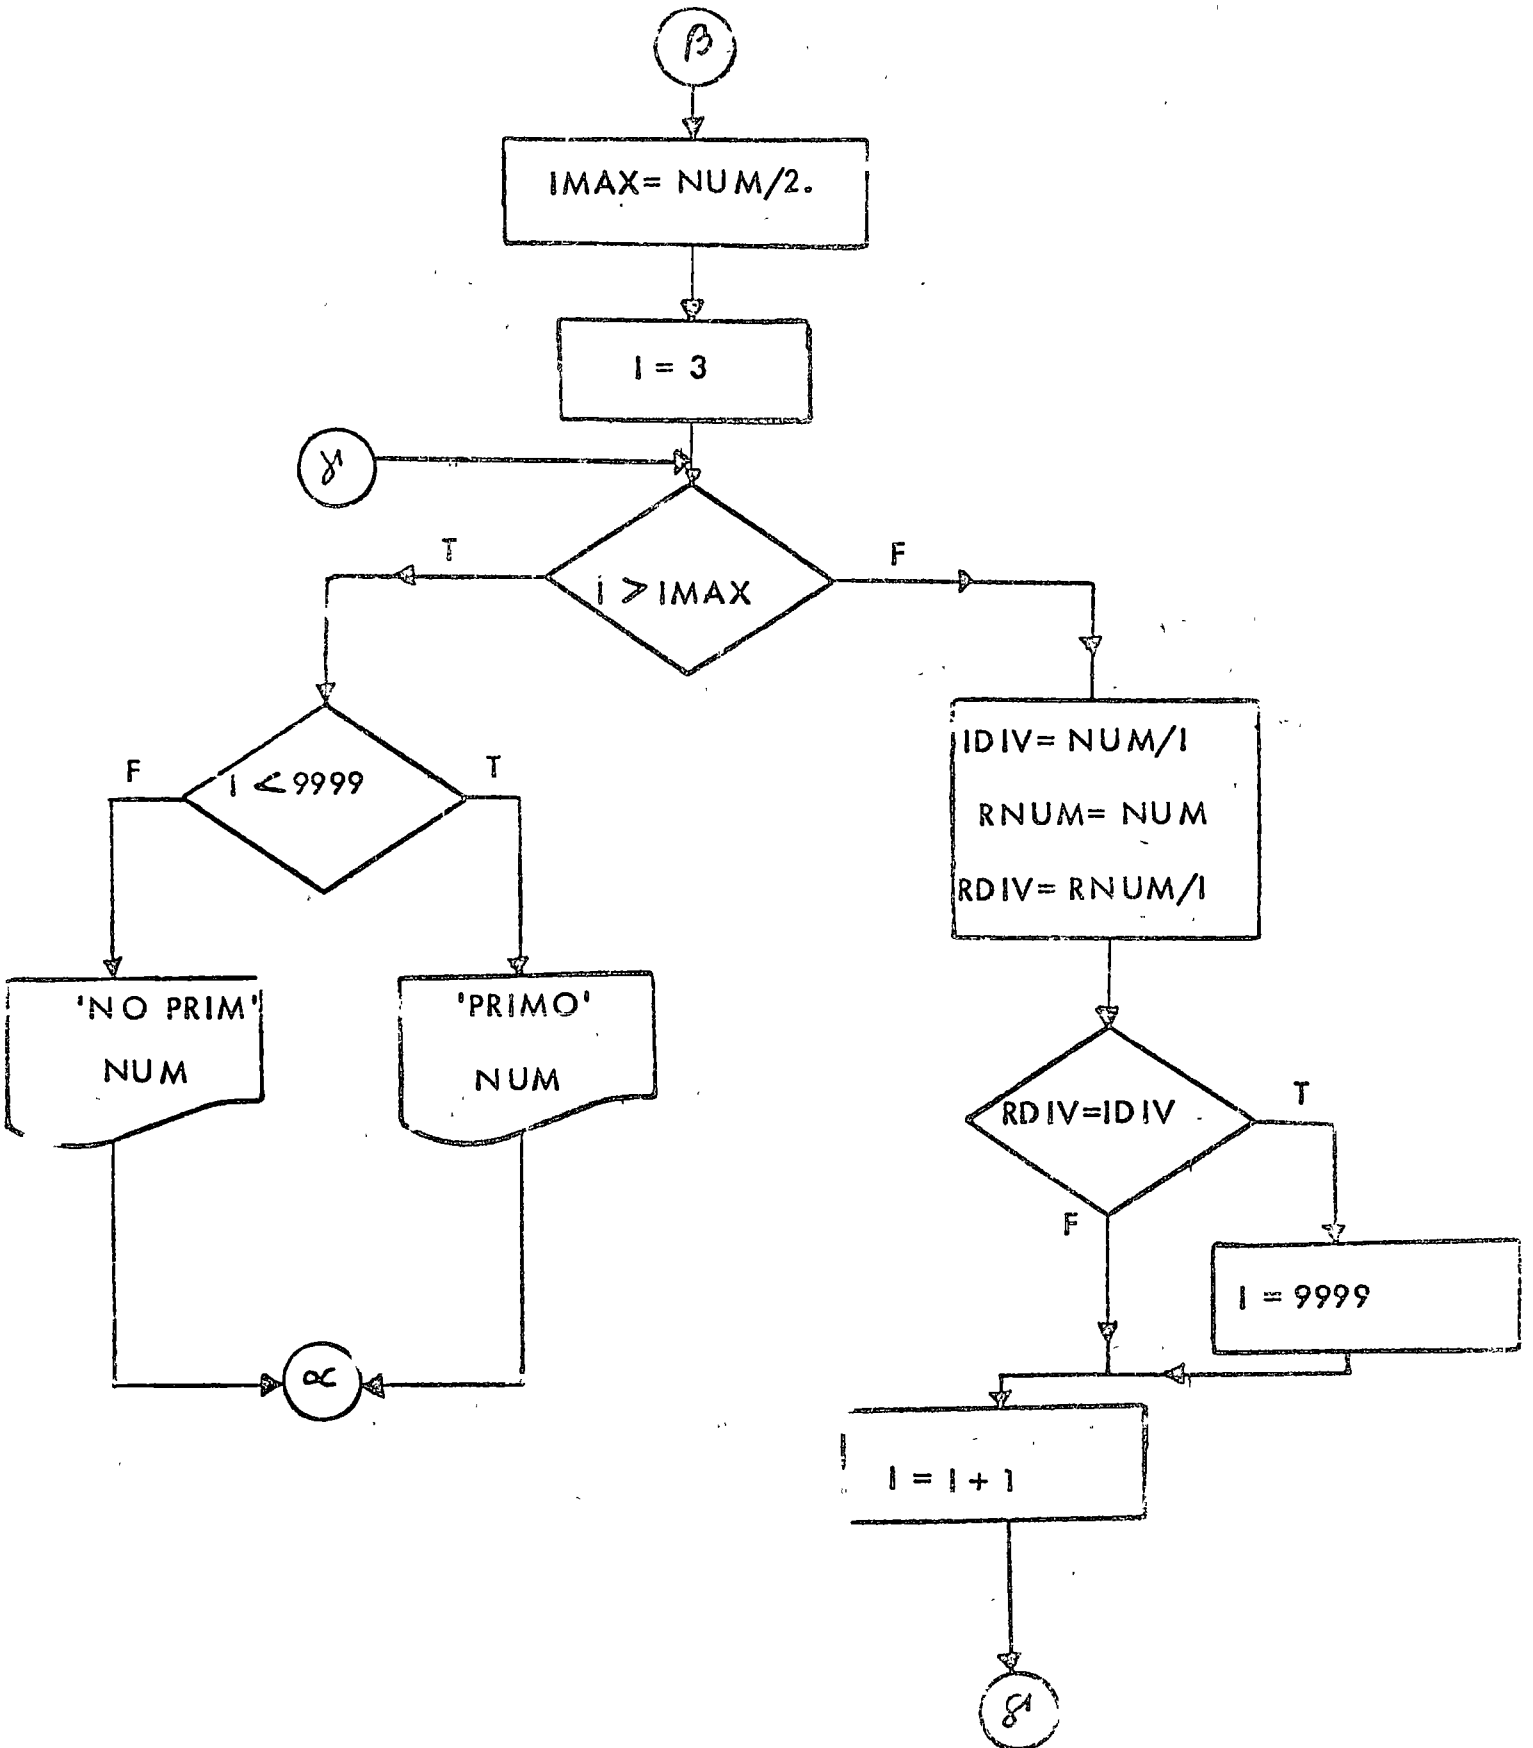 β
IMAX= NUM/2.
I = 3
T
i > IMAX
F
F
I < 9999
T
IDIV= NUM/I
RNUM= NUM
RDIV= RNUM/I
'NO PRIM'
NUM
'PRIMO'
NUM
RDIV=IDIV
T
F
I = 9999
∝
I = I + 1